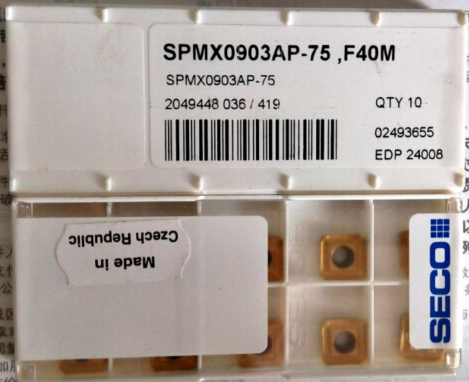 SPMX0903AP-75 ,F40M
SPMX0903AP-75
2049448 036 / 419
QTY 10
02493655
EDP 24008
Made in
Czech Republic
SECO